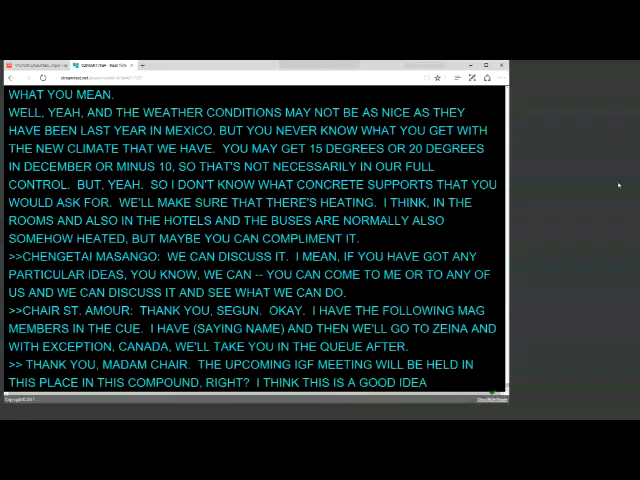 streamtext.net
WHAT YOU MEAN.
WELL, YEAH, AND THE WEATHER CONDITIONS MAY NOT BE AS NICE AS THEY
HAVE BEEN LAST YEAR IN MEXICO, BUT YOU NEVER KNOW WHAT YOU GET WITH
THE NEW CLIMATE THAT WE HAVE.  YOU MAY GET 15 DEGREES OR 20 DEGREES
IN DECEMBER OR MINUS 10, SO THAT'S NOT NECESSARILY IN OUR FULL
CONTROL.  BUT, YEAH.  SO I DON'T KNOW WHAT CONCRETE SUPPORTS THAT YOU
WOULD ASK FOR.  WE'LL MAKE SURE THAT THERE'S HEATING.  I THINK, IN THE
ROOMS AND ALSO IN THE HOTELS AND THE BUSES ARE NORMALLY ALSO
SOMEHOW HEATED, BUT MAYBE YOU CAN COMPLIMENT IT.
>>CHENGETAI MASANGO:  WE CAN DISCUSS IT.  I MEAN, IF YOU HAVE GOT ANY
PARTICULAR IDEAS, YOU KNOW, WE CAN -- YOU CAN COME TO ME OR TO ANY OF
US AND WE CAN DISCUSS IT AND SEE WHAT WE CAN DO.
>>CHAIR ST. AMOUR:  THANK YOU, SEGUN.  OKAY.  I HAVE THE FOLLOWING MAG
MEMBERS IN THE CUE.  I HAVE (SAYING NAME) AND THEN WE'LL GO TO ZEINA AND
WITH EXCEPTION, CANADA, WE'LL TAKE YOU IN THE QUEUE AFTER.
>> THANK YOU, MADAM CHAIR.  THE UPCOMING IGF MEETING WILL BE HELD IN
THIS PLACE IN THIS COMPOUND, RIGHT?  I THINK THIS IS A GOOD IDEA